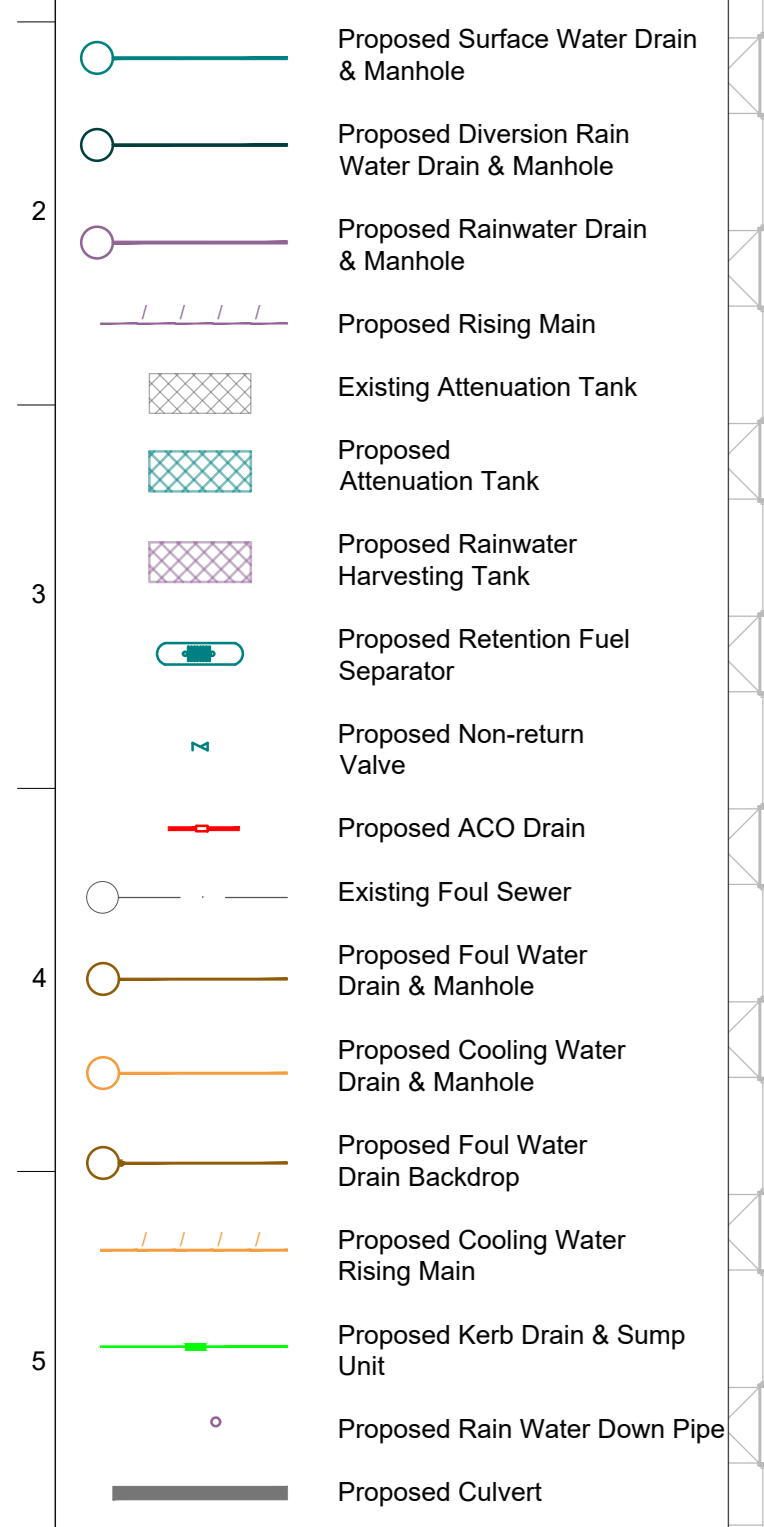 Proposed Surface Water Drain
& Manhole
Proposed Diversion Rain
Water Drain & Manhole
2
Proposed Rainwater Drain
& Manhole
Proposed Rising Main
Existing Attenuation Tank
Proposed
Attenuation Tank
Proposed Rainwater
Harvesting Tank
3
Proposed Retention Fuel
Separator
Proposed Non-return
Valve
Proposed ACO Drain
Existing Foul Sewer
Proposed Foul Water
Drain & Manhole
4
Proposed Cooling Water
Drain & Manhole
Proposed Foul Water
Drain Backdrop
Proposed Cooling Water
Rising Main
Proposed Kerb Drain & Sump
Unit
5
Proposed Rain Water Down Pipe
Proposed Culvert